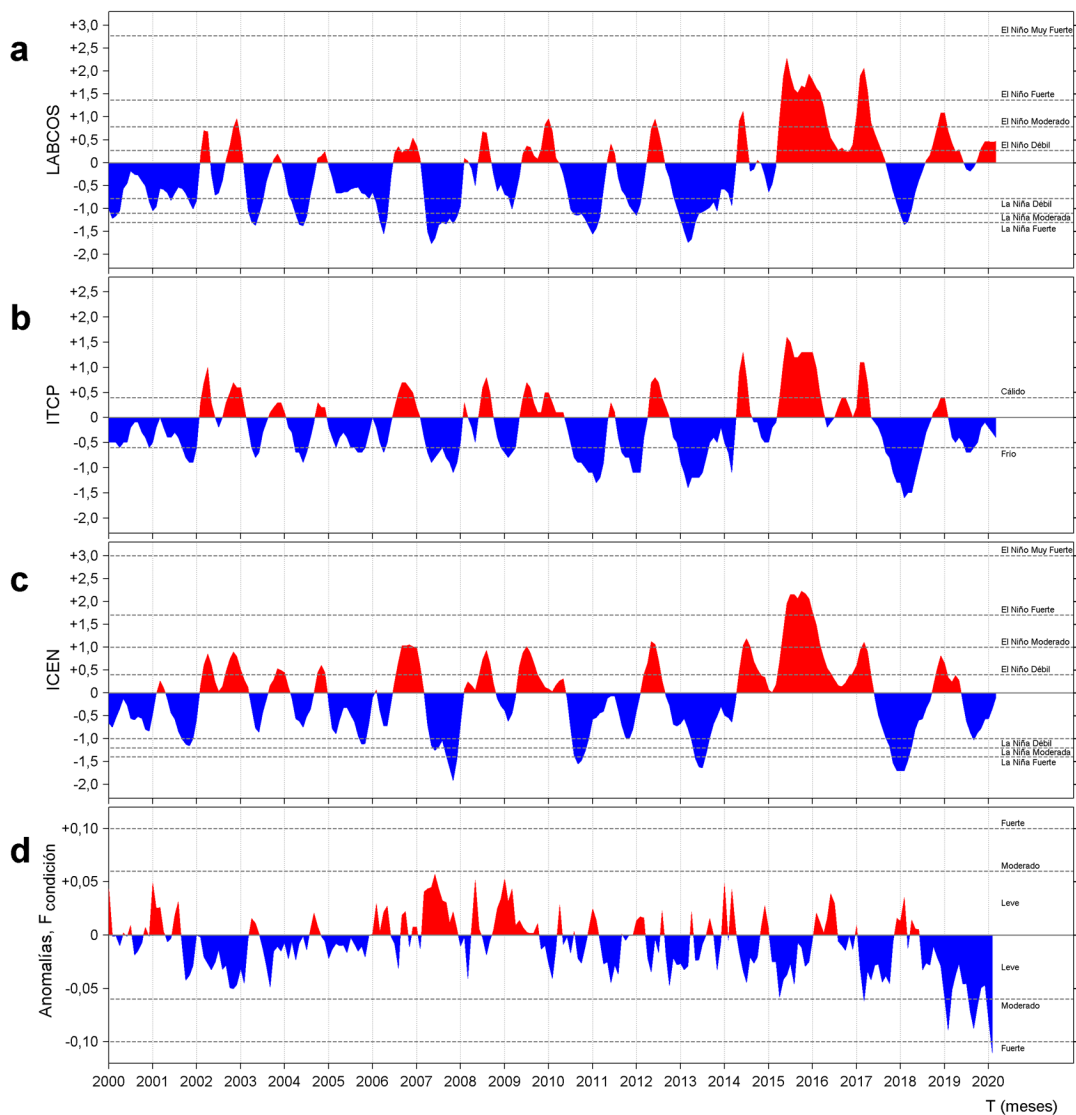 a
LABCOS
+3,0
+2,5
+2,0
+1,5
+1,0
+0,5
0
-0,5
-1,0
-1,5
-2,0
El Niño Muy Fuerte
El Niño Fuerte
El Niño Moderado
El Niño Débil
La Niña Débil
La Niña Moderada
La Niña Fuerte
b
ITCP
+2,5
+2,0
+1,5
+1,0
+0,5
0
-0,5
-1,0
-1,5
-2,0
Cálido
Frío
c
ICEN
+3,0
+2,5
+2,0
+1,5
+1,0
+0,5
0
-0,5
-1,0
-1,5
-2,0
El Niño Muy Fuerte
El Niño Fuerte
El Niño Moderado
El Niño Débil
La Niña Débil
La Niña Moderada
La Niña Fuerte
d
Anomalías, F condición
+0,10
+0,05
0
-0,05
-0,10
Fuerte
Moderado
Leve
Leve
Moderado
Fuerte
2000 2001 2002 2003 2004 2005 2006 2007 2008 2009 2010 2011 2012 2013 2014 2015 2016 2017 2018 2019 2020
T (meses)